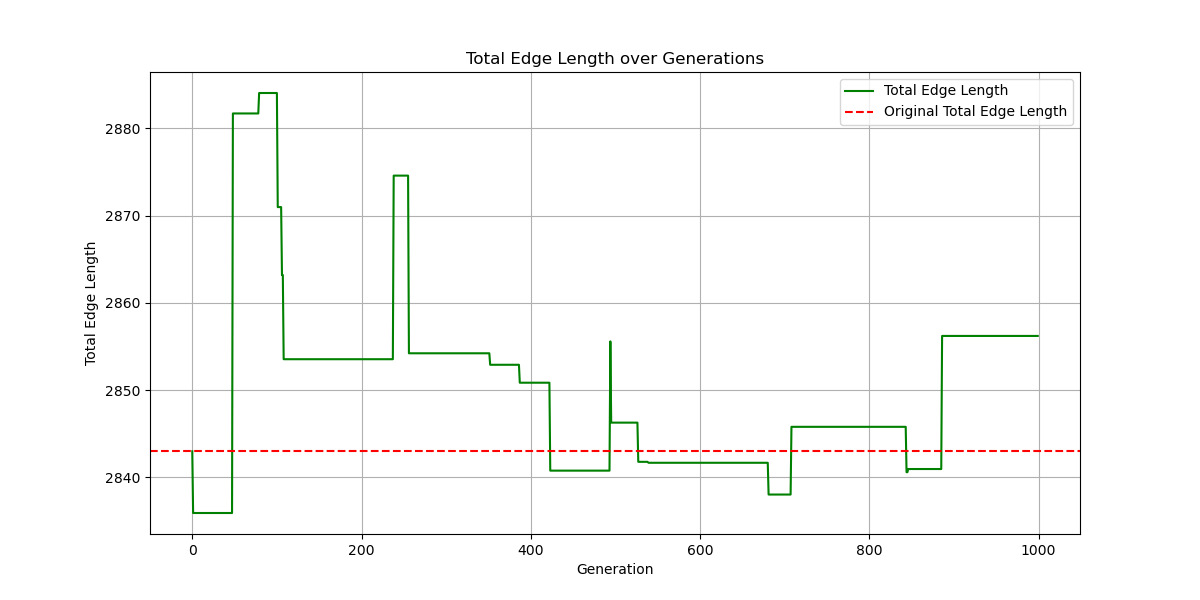 Total Edge Length over Generations
Total Edge Length
Original Total Edge Length
Total Edge Length
2880
2870
2860
2850
2840
0 200 400 600 800 1000
Generation